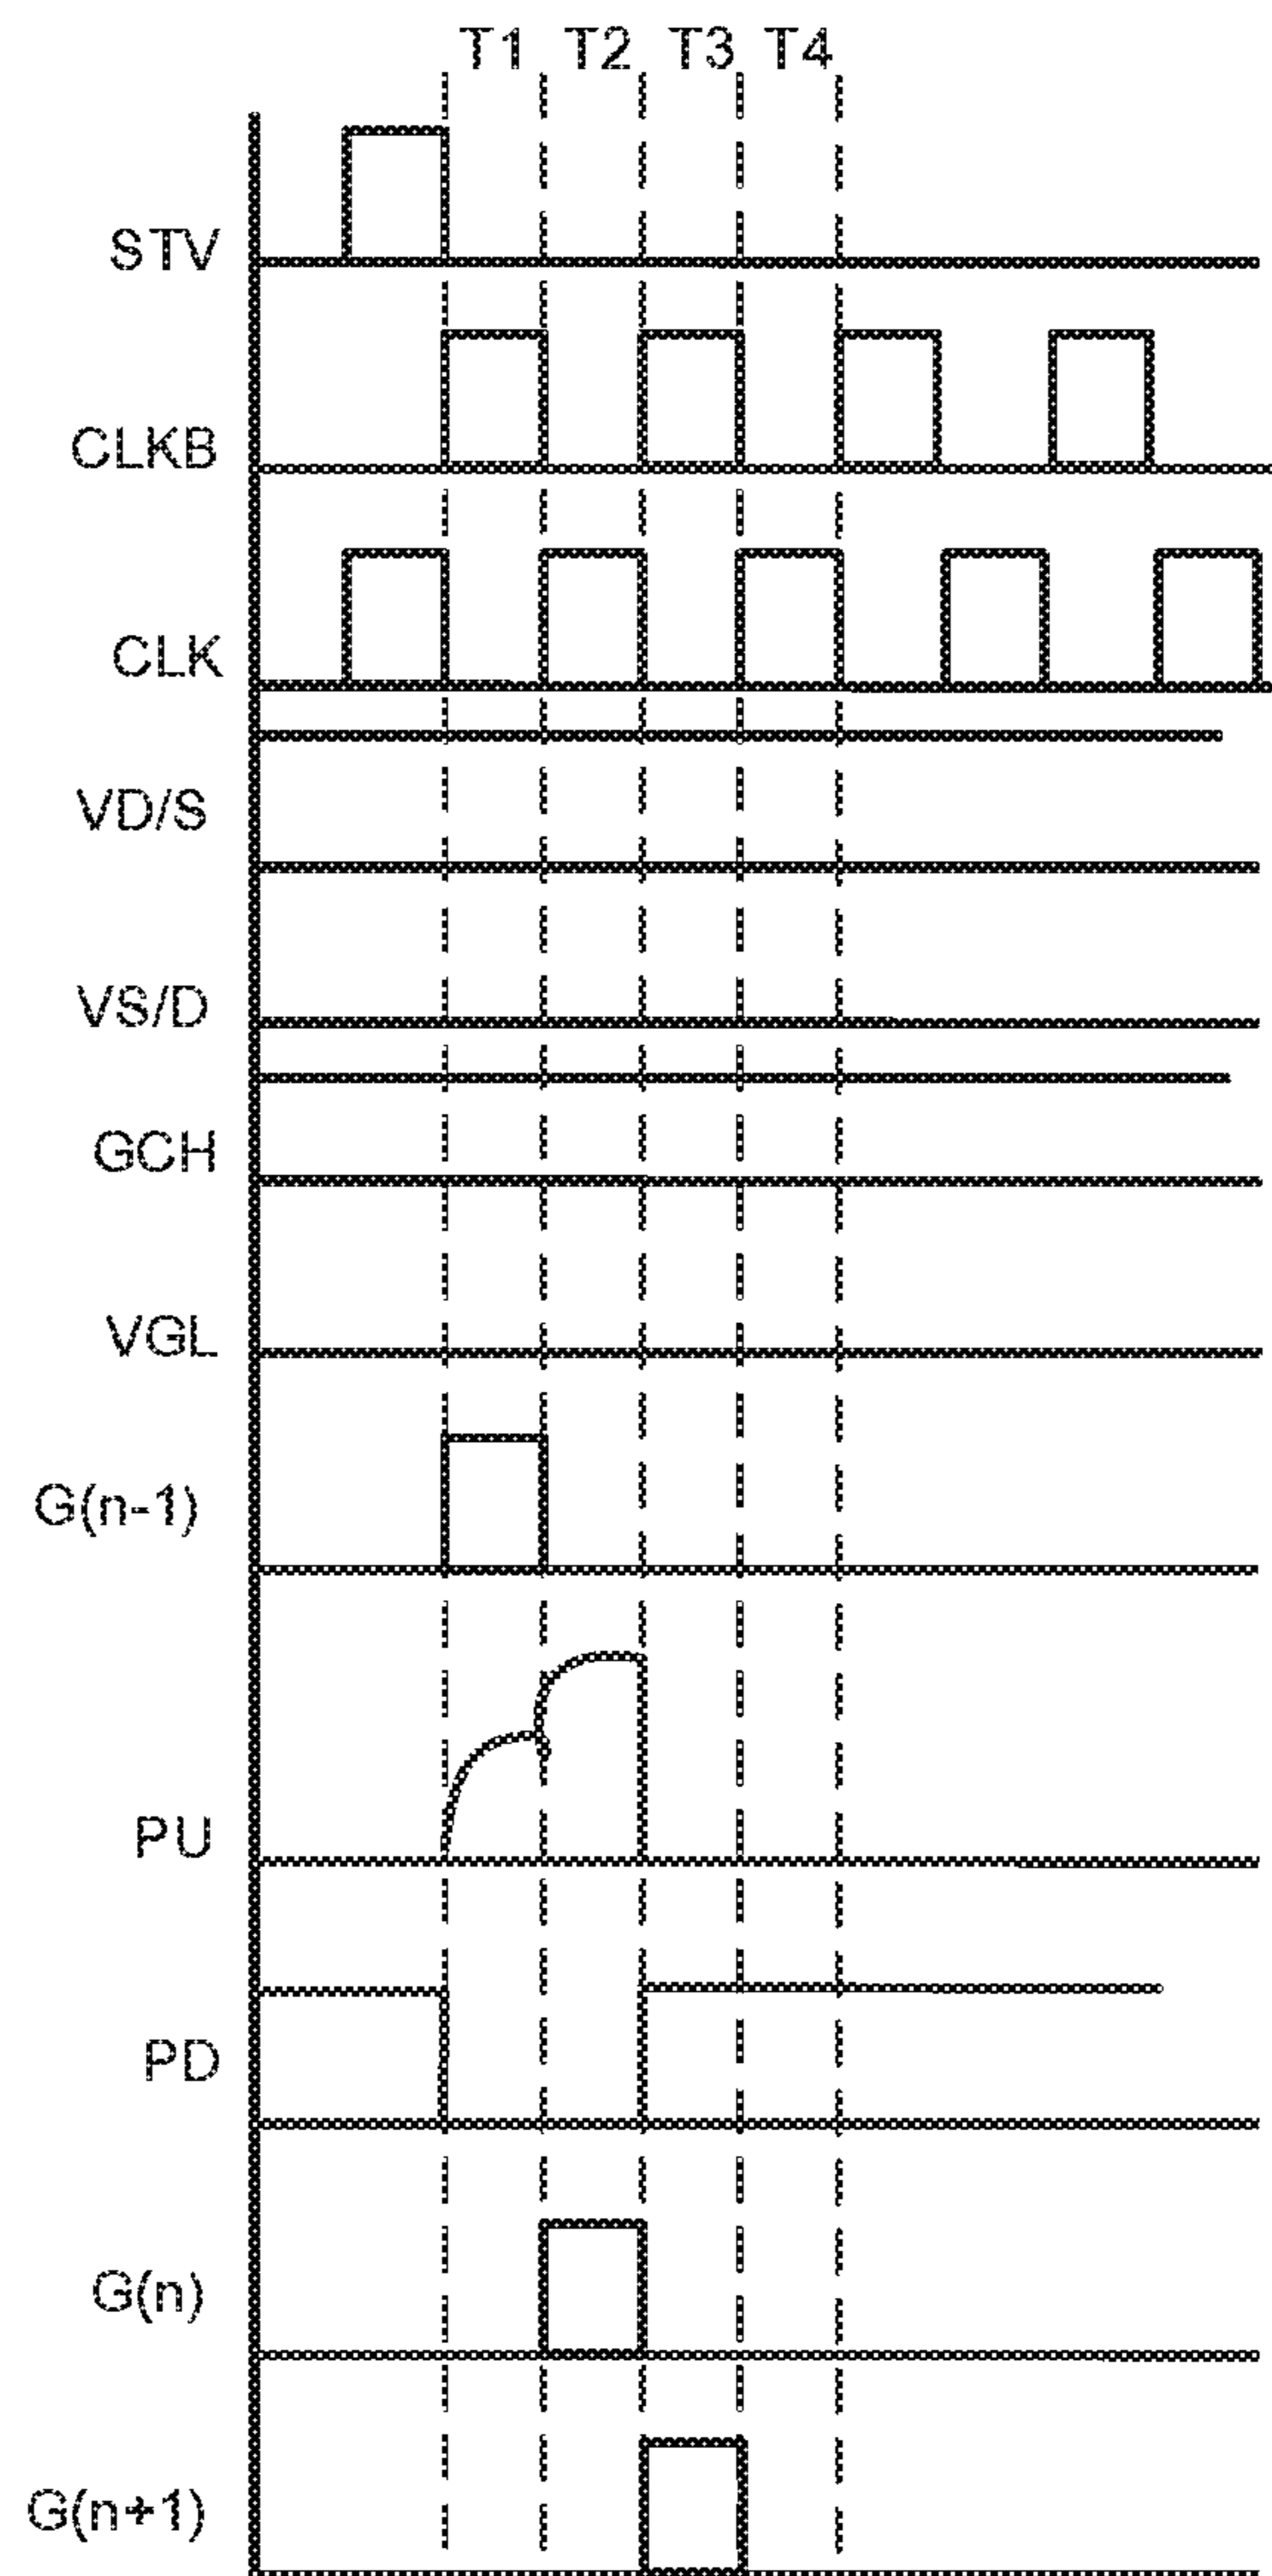 T1 T2 T3 T4
STV
CLKB
CLK
VD/S
VS/D
GCH
VGL
G(n-1)
PU
PD
G(n)
G(n+1)